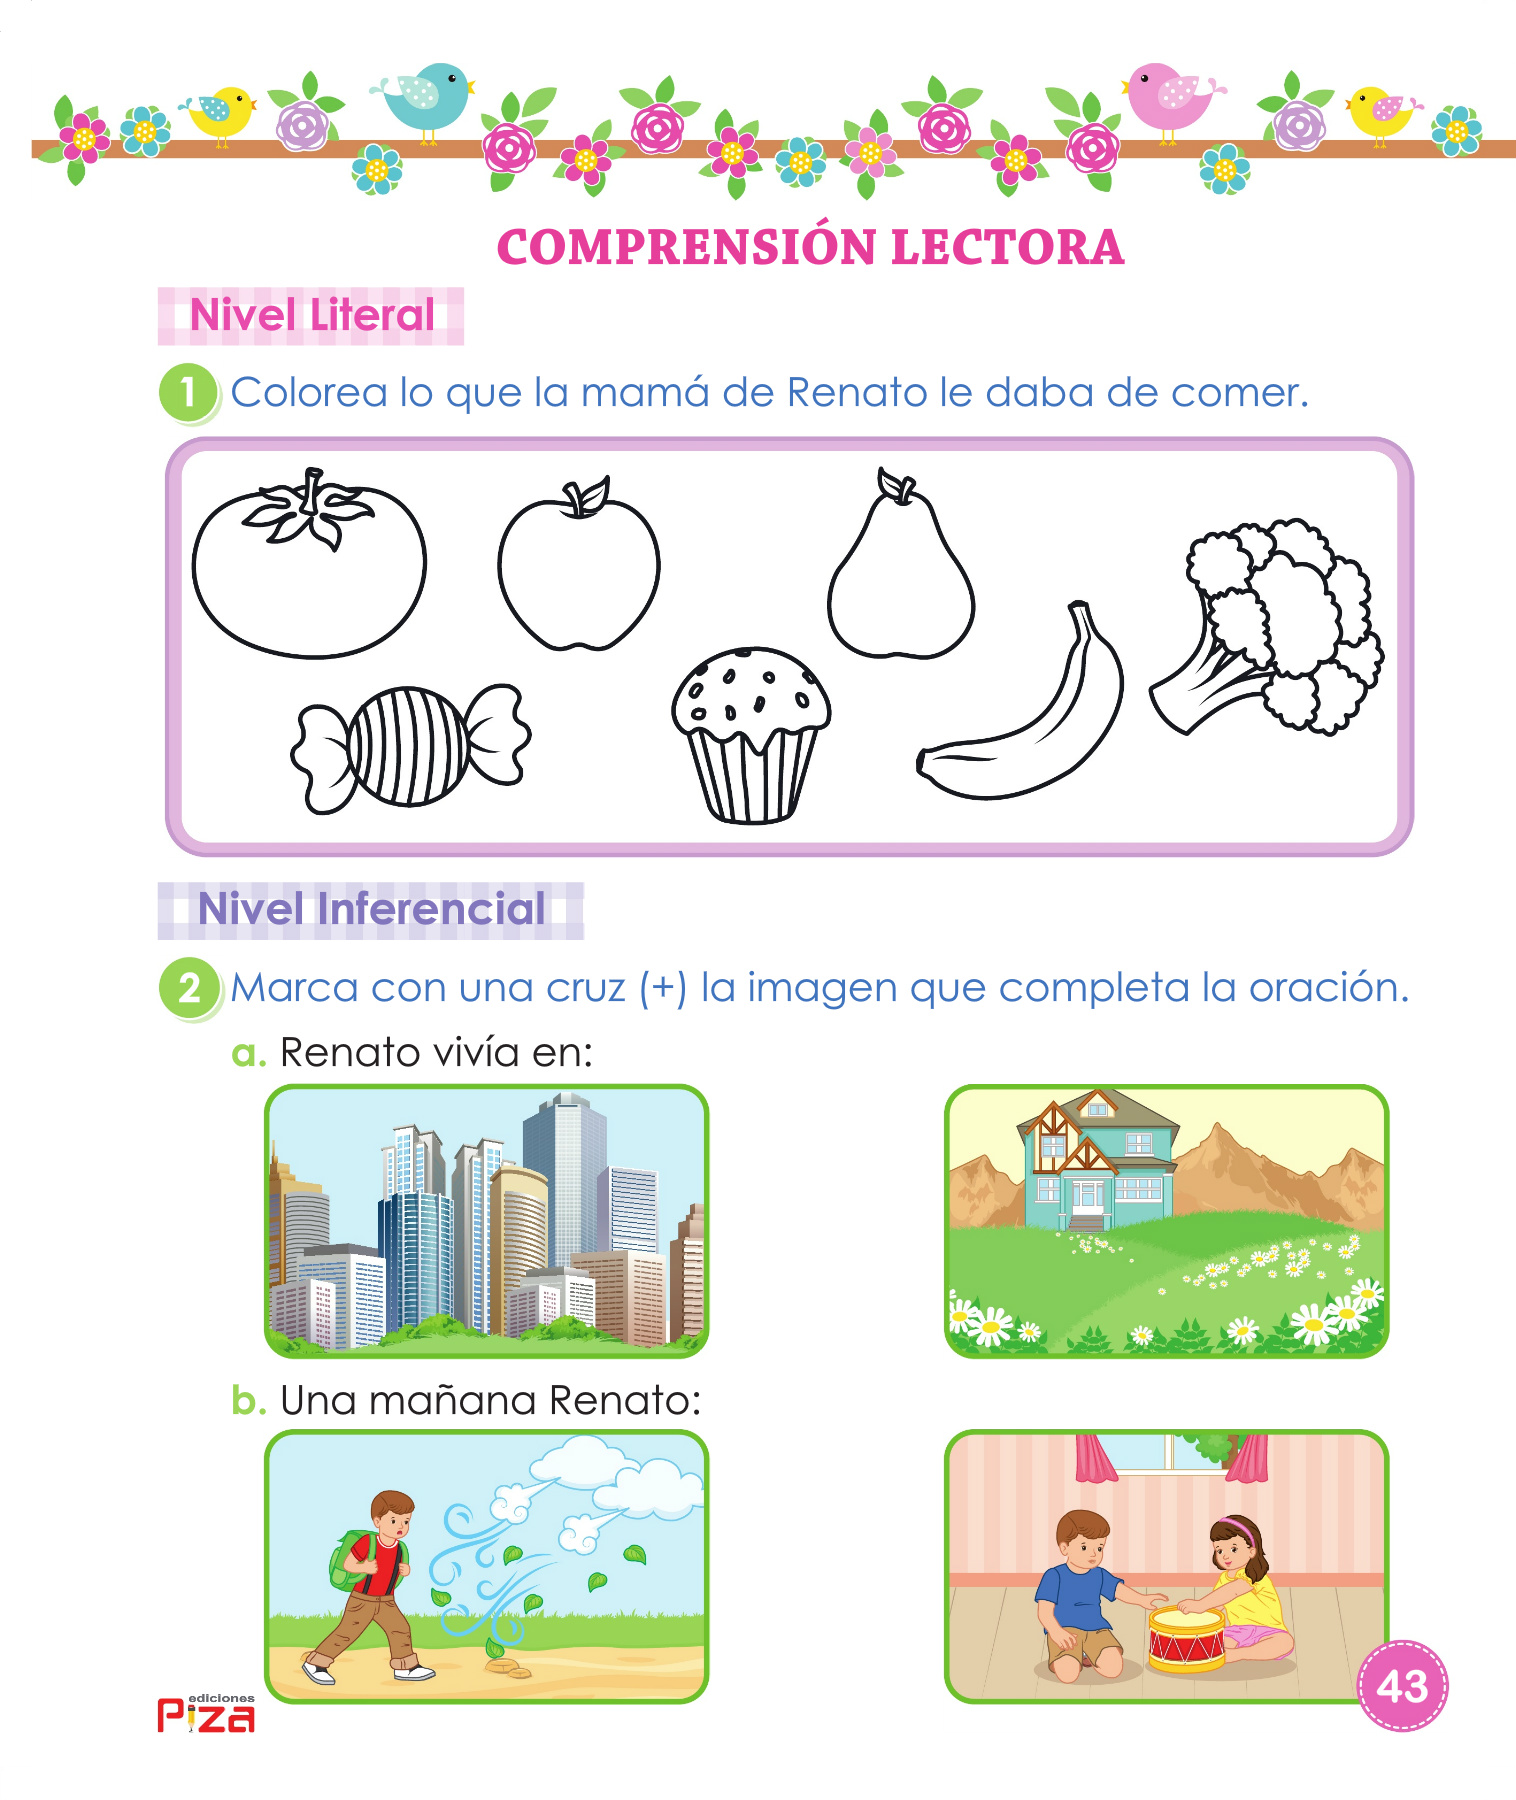 COMPRENSIÓN LECTORA
Nivel Literal
1 Colorea lo que la mamá de Renato le daba de comer.
Nivel Inferencial
2 Marca con una cruz (+) la imagen que completa la oración.
a. Renato vivía en:
b. Una mañana Renato:
ediciones
Piza
43